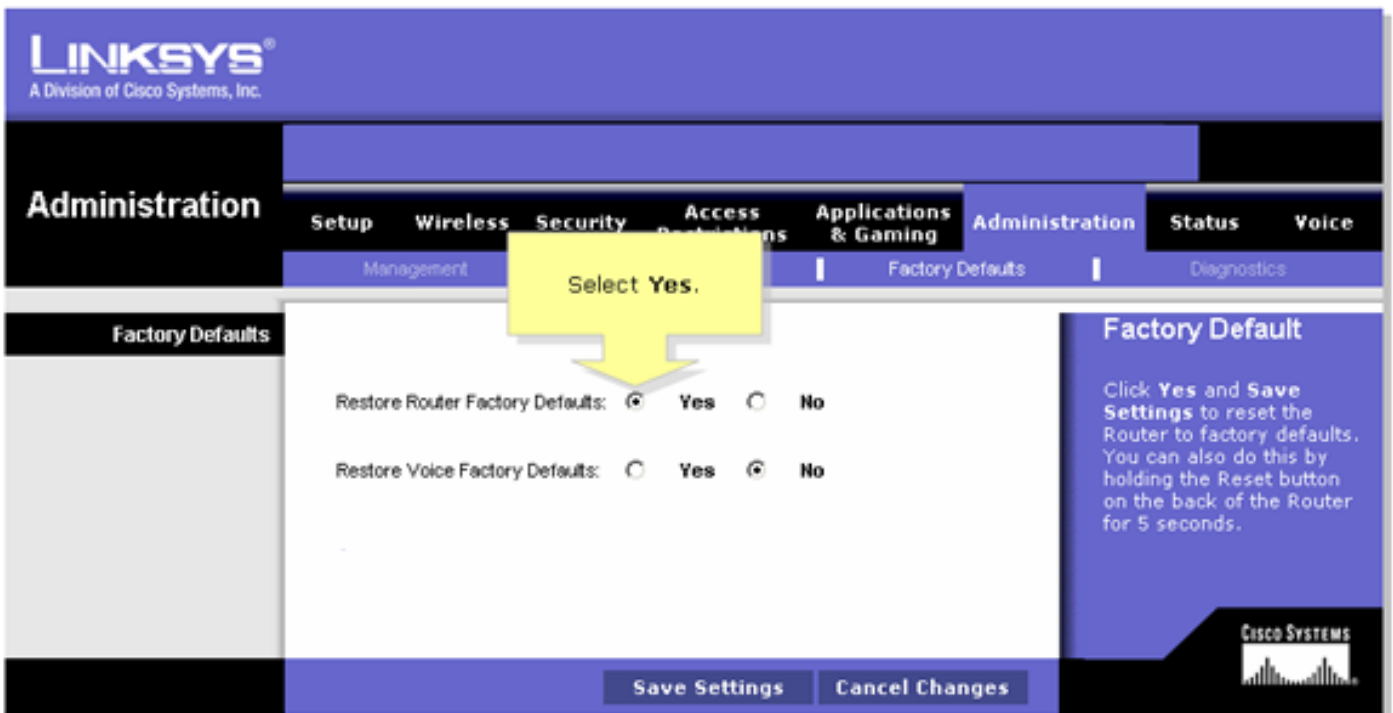 LINKSYS®
A Division of Cisco Systems, Inc.
Administration
Setup Wireless Security Access Applications & Gaming Administration Status Voice
Management Factory Defaults Diagnostics
Select Yes.
Factory Defaults
Restore Router Factory Defaults: Yes No
Restore Voice Factory Defaults: Yes No
Factory Default
Click Yes and Save
Settings to reset the
Router to factory defaults.
You can also do this by
holding the Reset button
on the back of the Router
for 5 seconds.
CISCO SYSTEMS
Save Settings Cancel Changes